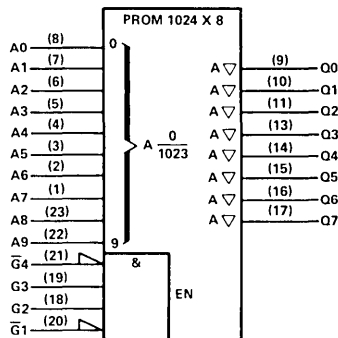 PROM 1024 X 8
A0 (8) 0 A ▽ (9) Q0
A1 (7) A ▽ (10) Q1
A2 (6) A ▽ (11) Q2
A3 (5) A ▽ (13) Q3
A4 (4) A 0/1023 A ▽ (14) Q4
A5 (3) A ▽ (15) Q5
A6 (2) A ▽ (16) Q6
A7 (1) A ▽ (17) Q7
A8 (23)
A9 (22) 9
G̅4 (21) &
G3 (19) EN
G2 (18)
G̅1 (20)